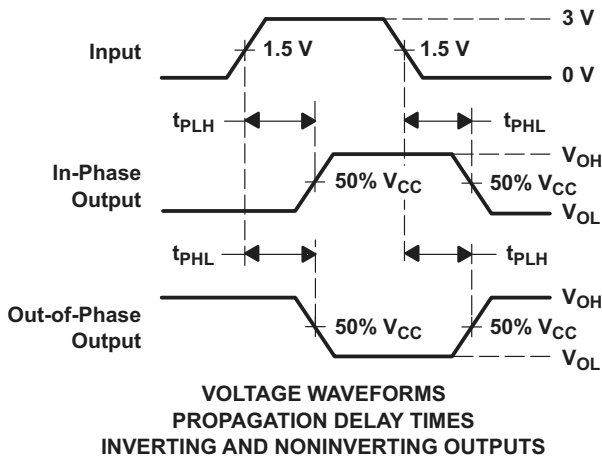 3 V
Input
1.5 V
1.5 V
0 V
tPLH
tPHL
In-Phase
Output
50% VCC
50% VCC
VOH
VOL
tPHL
tPLH
Out-of-Phase
Output
50% VCC
50% VCC
VOH
VOL
VOLTAGE WAVEFORMS
PROPAGATION DELAY TIMES
INVERTING AND NONINVERTING OUTPUTS